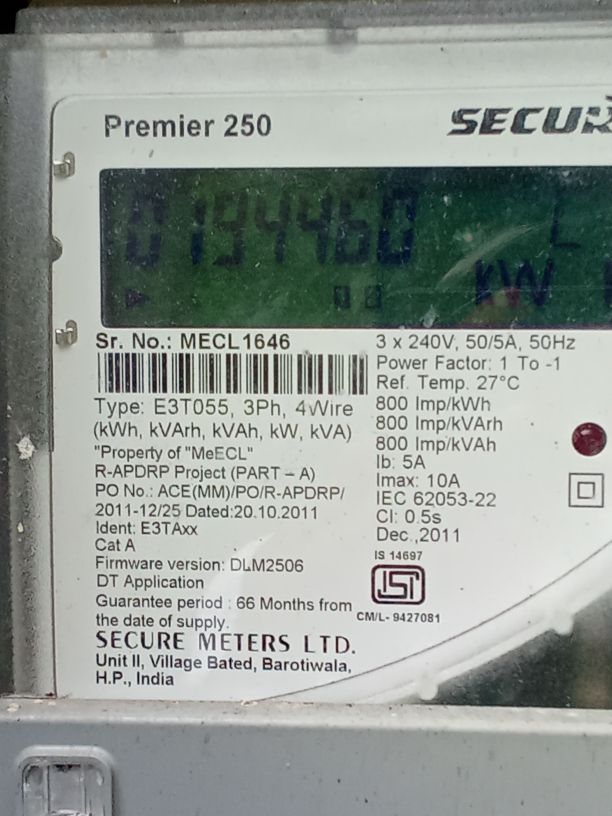 Premier 250
SECUR
0194460
L
kW
Sr. No.: MECL1646
3 x 240V, 50/5A, 50Hz
Power Factor: 1 To -1
Ref. Temp. 27°C
Type: E3T055, 3Ph, 4Wire
800 Imp/kWh
(kWh, kVArh, kVAh, kW, kVA)
800 Imp/kVArh
"Property of "MeECL"
800 Imp/kVAh
R-APDRP Project (PART – A)
Ib: 5A
PO No.: ACE(MM)/PO/R-APDRP/
Imax: 10A
2011-12/25 Dated:20.10.2011
IEC 62053-22
Ident: E3TAxx
Cl: 0.5s
Cat A
Dec.,2011
Firmware version: DLM2506
IS 14697
DT Application
ISI
Guarantee period : 66 Months from
the date of supply.
CM/L- 9427081
SECURE METERS LTD.
Unit II, Village Bated, Barotiwala,
H.P., India